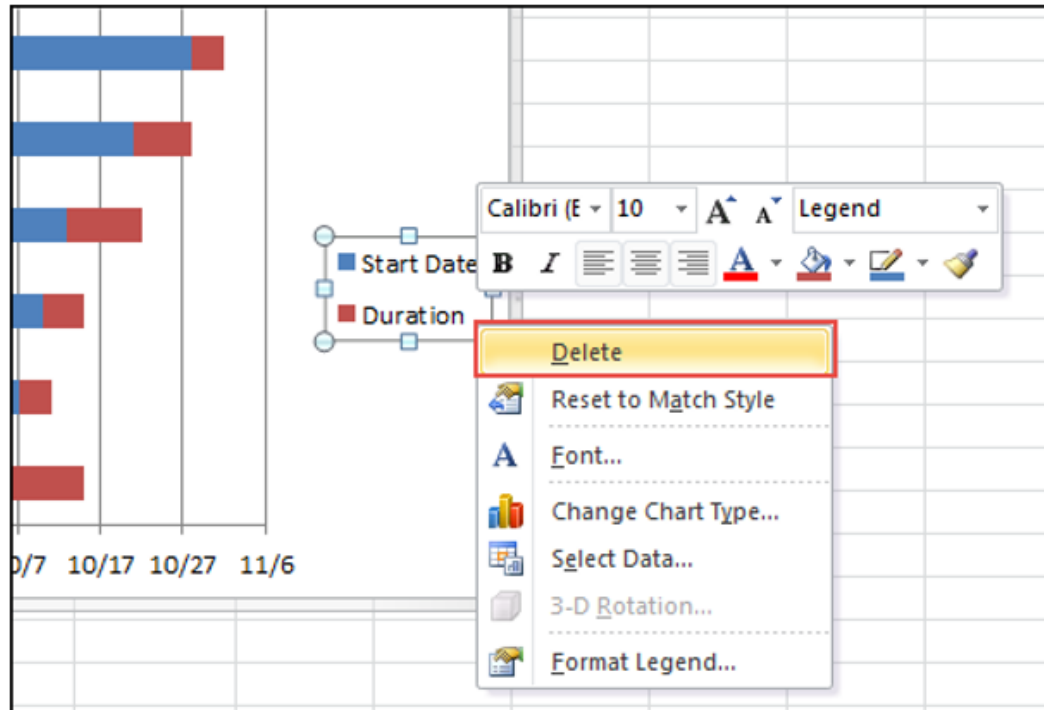 Calibri (E 10 A A Legend
B I A
Start Date
Duration
Delete
Reset to Match Style
A Font...
Change Chart Type...
Select Data...
3-D Rotation...
Format Legend...
0/7 10/17 10/27 11/6